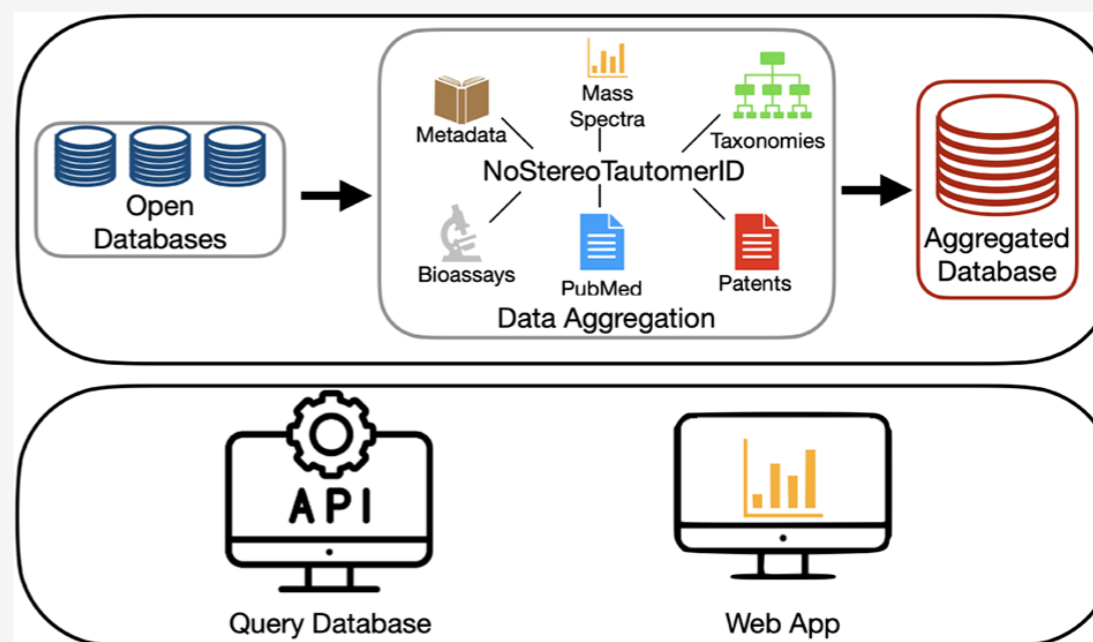 Open
Databases
Metadata
Mass
Spectra
Taxonomies
NoStereoTautomerID
Bioassays
PubMed
Patents
Data Aggregation
Aggregated
Database
API
Query Database
Web App